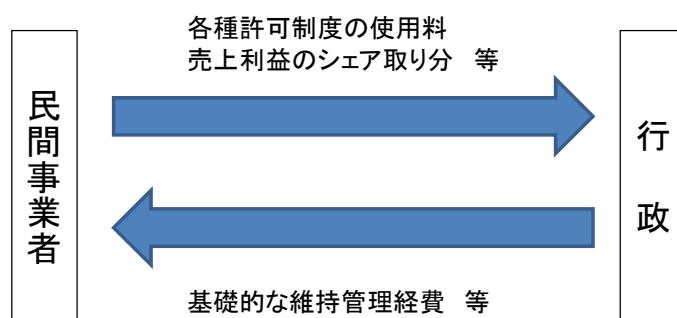 各種許可制度の使用料
売上利益のシェア取り分　等
民間事業者
行政
基礎的な維持管理経費　等